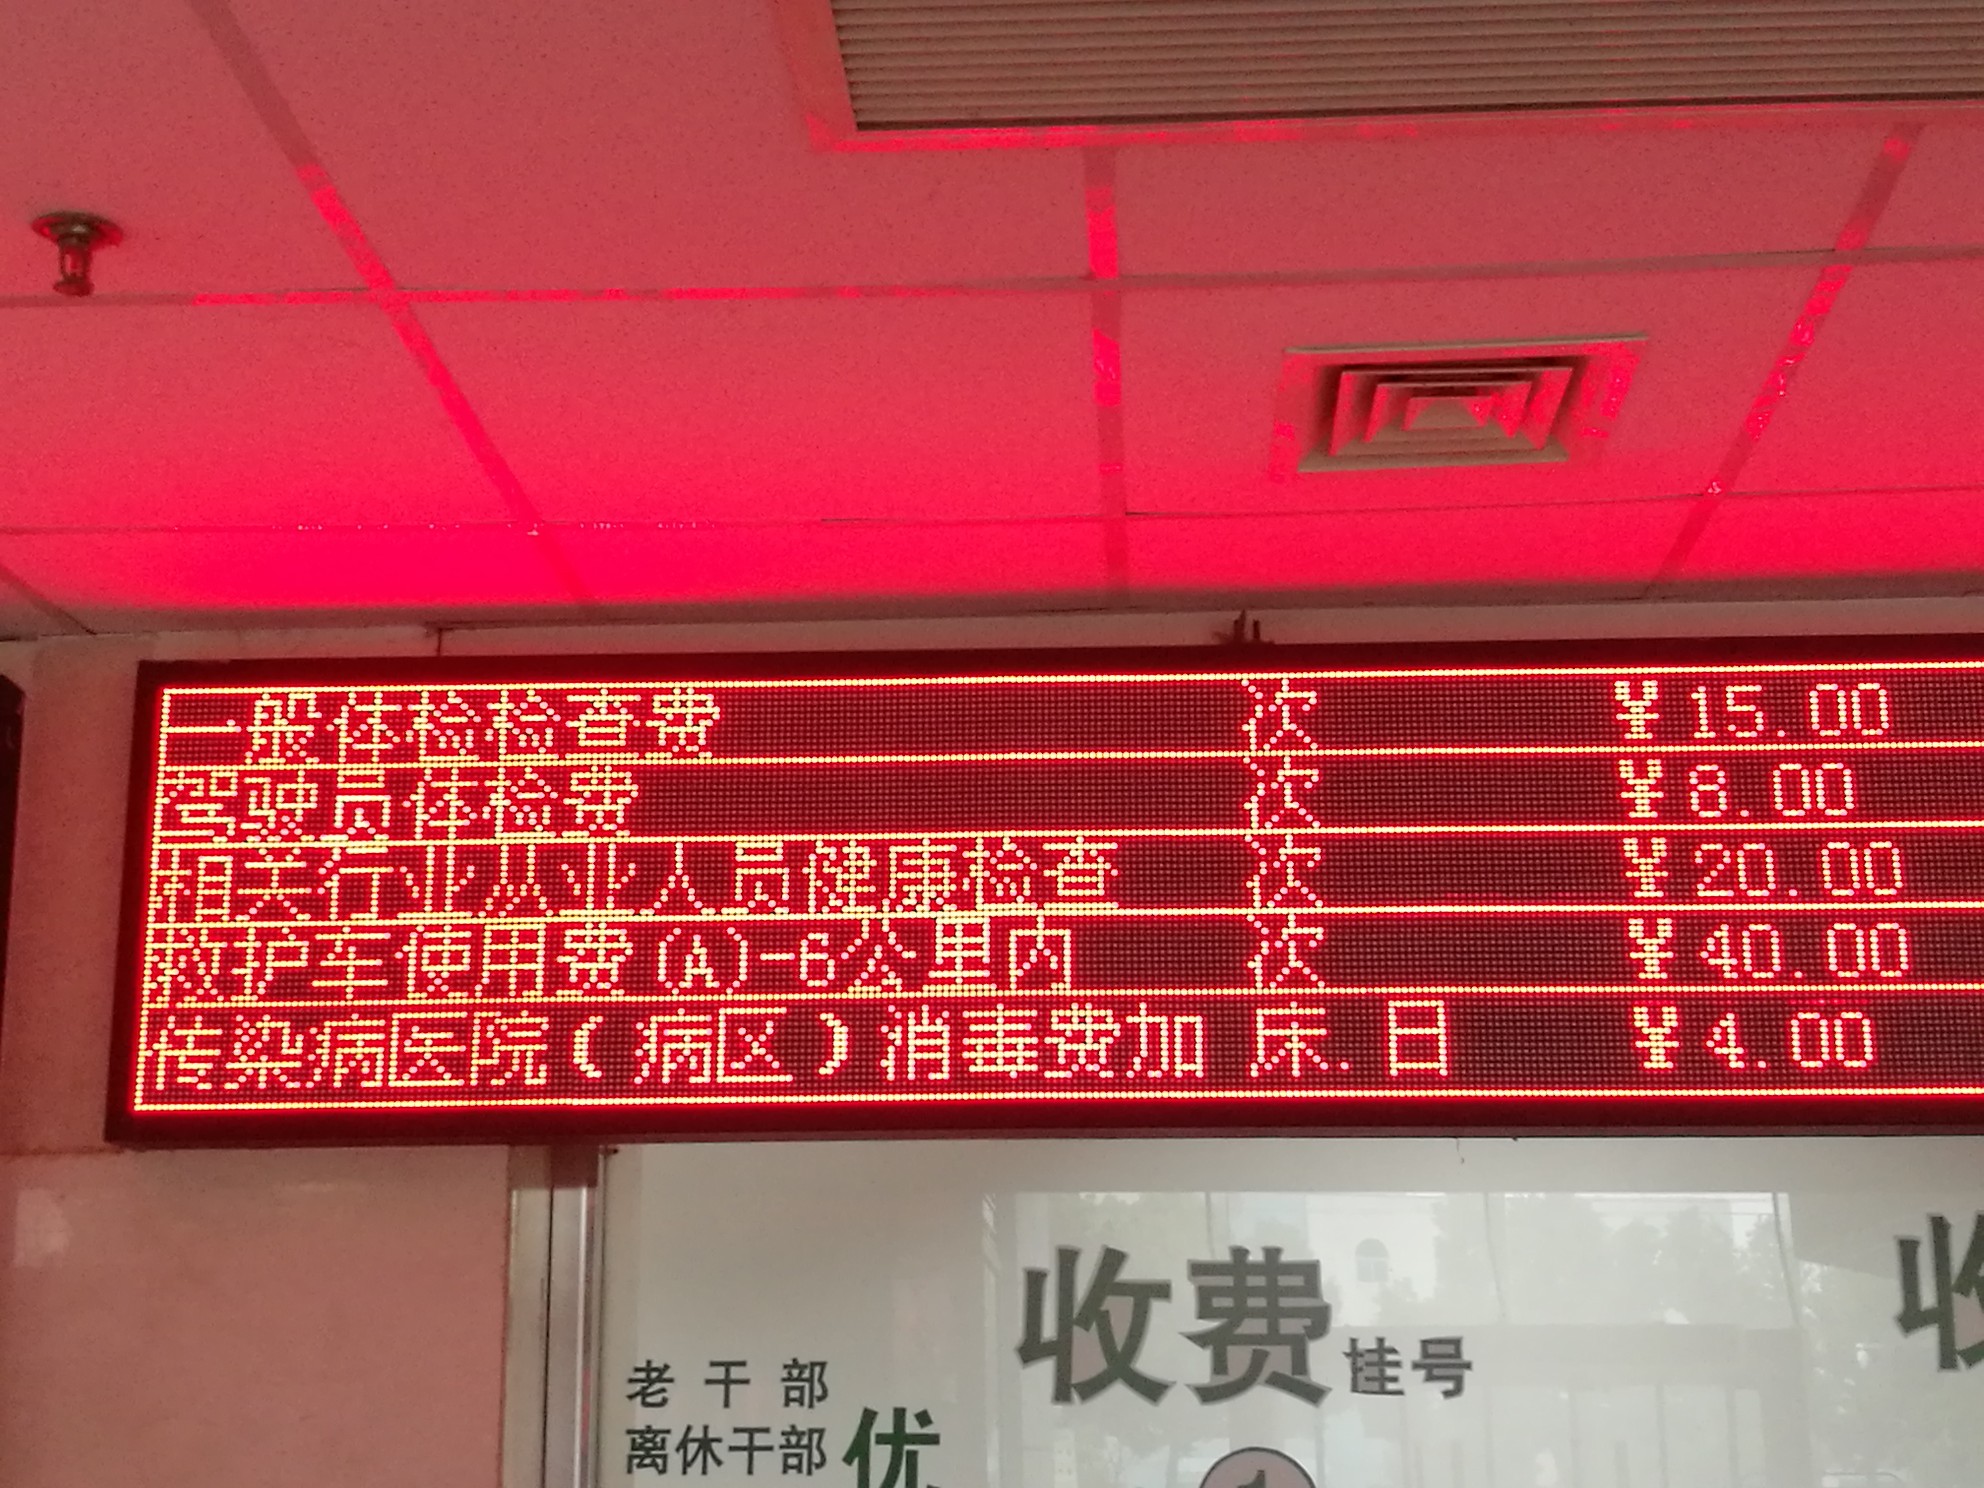 一般体检检查费 次 ¥15.00
驾驶员体检费 次 ¥8.00
相关行业从业人员健康检查 次 ¥20.00
救护车使用费(A)-6公里内 次 ¥40.00
传染病医院(病区)消毒费加 床.日 ¥4.00
收费挂号
收
老干部
离休干部
优
1